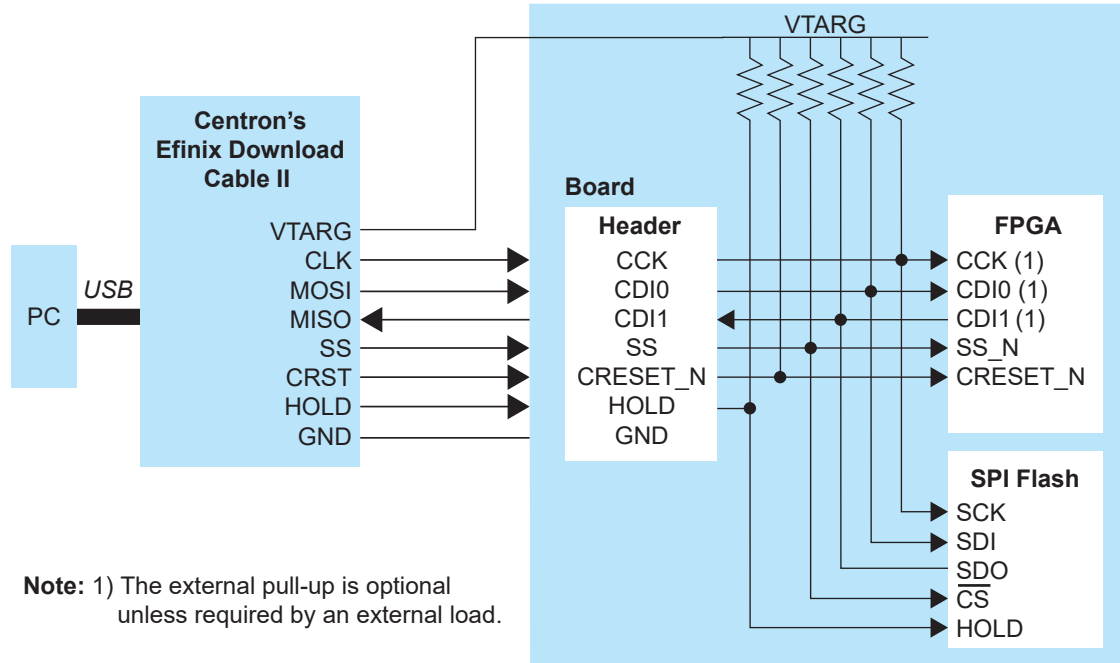 VTARG
Centron's
Efinix Download
Cable II
VTARG
CLK
MOSI
MISO
SS
CRST
HOLD
GND
PC
USB
Board
Header
CCK
CDI0
CDI1
SS
CRESET_N
HOLD
GND
FPGA
CCK (1)
CDI0 (1)
CDI1 (1)
SS_N
CRESET_N
SPI Flash
SCK
SDI
SDO
CS
HOLD
Note: 1) The external pull-up is optional
unless required by an external load.